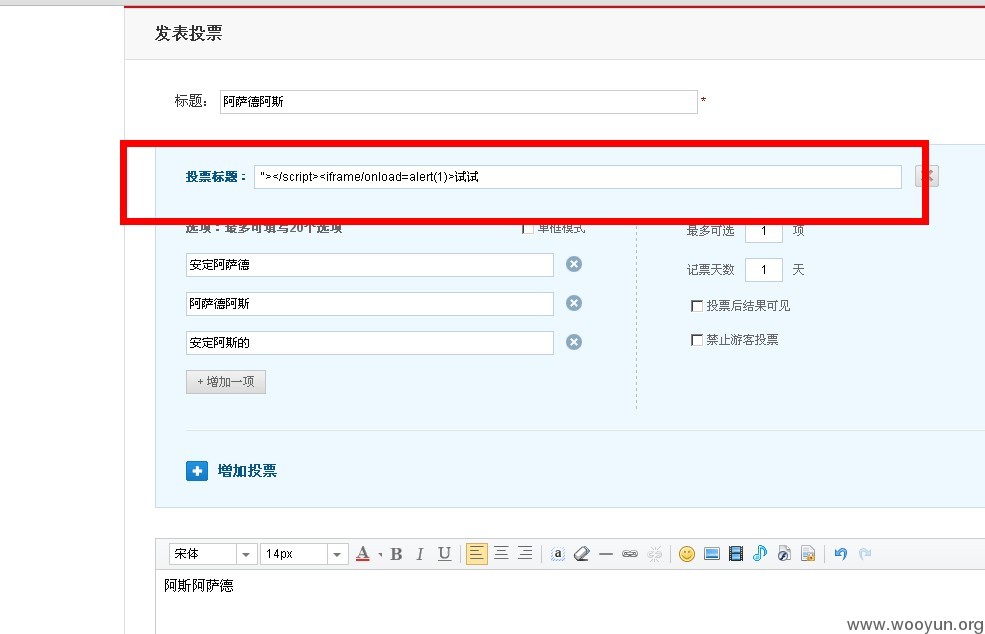 发表投票
标题： 阿萨德阿斯 *
投票标题： "></script><iframe/onload=alert(1)>试试
选项：最多可填写20个选项 单框模式 最多可选 1 项
安定阿萨德 记票天数 1 天
阿萨德阿斯 投票后结果可见
安定阿斯的 禁止游客投票
+ 增加一项
增加投票
宋体 14px A B I U a
阿斯阿萨德
www.wooyun.org